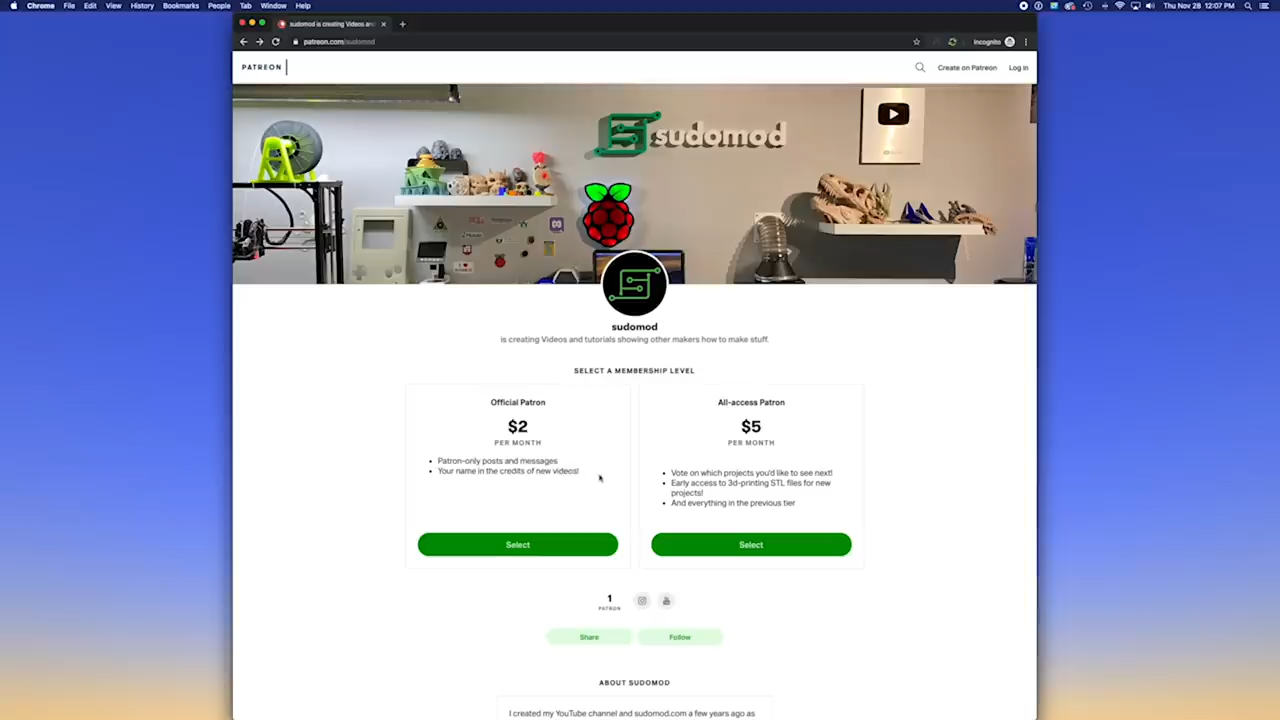 Chrome File Edit View History Bookmarks People Tab Window Help
Thu Nov 28 12:07 PM
sudomod is creating Videos and
patreon.com/sudomod
Incognito
PATREON
Create on Patreon
Log in
sudomod
sudomod
is creating Videos and tutorials showing other makers how to make stuff.
SELECT A MEMBERSHIP LEVEL
Official Patron
$2
PER MONTH
• Patron-only posts and messages
• Your name in the credits of new videos!
Select
All-access Patron
$5
PER MONTH
• Vote on which projects you'd like to see next!
• Early access to 3d-printing STL files for new
projects!
• And everything in the previous tier
Select
1
PATRON
Share
Follow
ABOUT SUDOMOD
I created my YouTube channel and sudomod.com a few years ago as